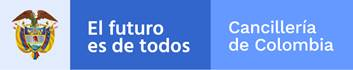 El futuro
es de todos
Cancillería
de Colombia